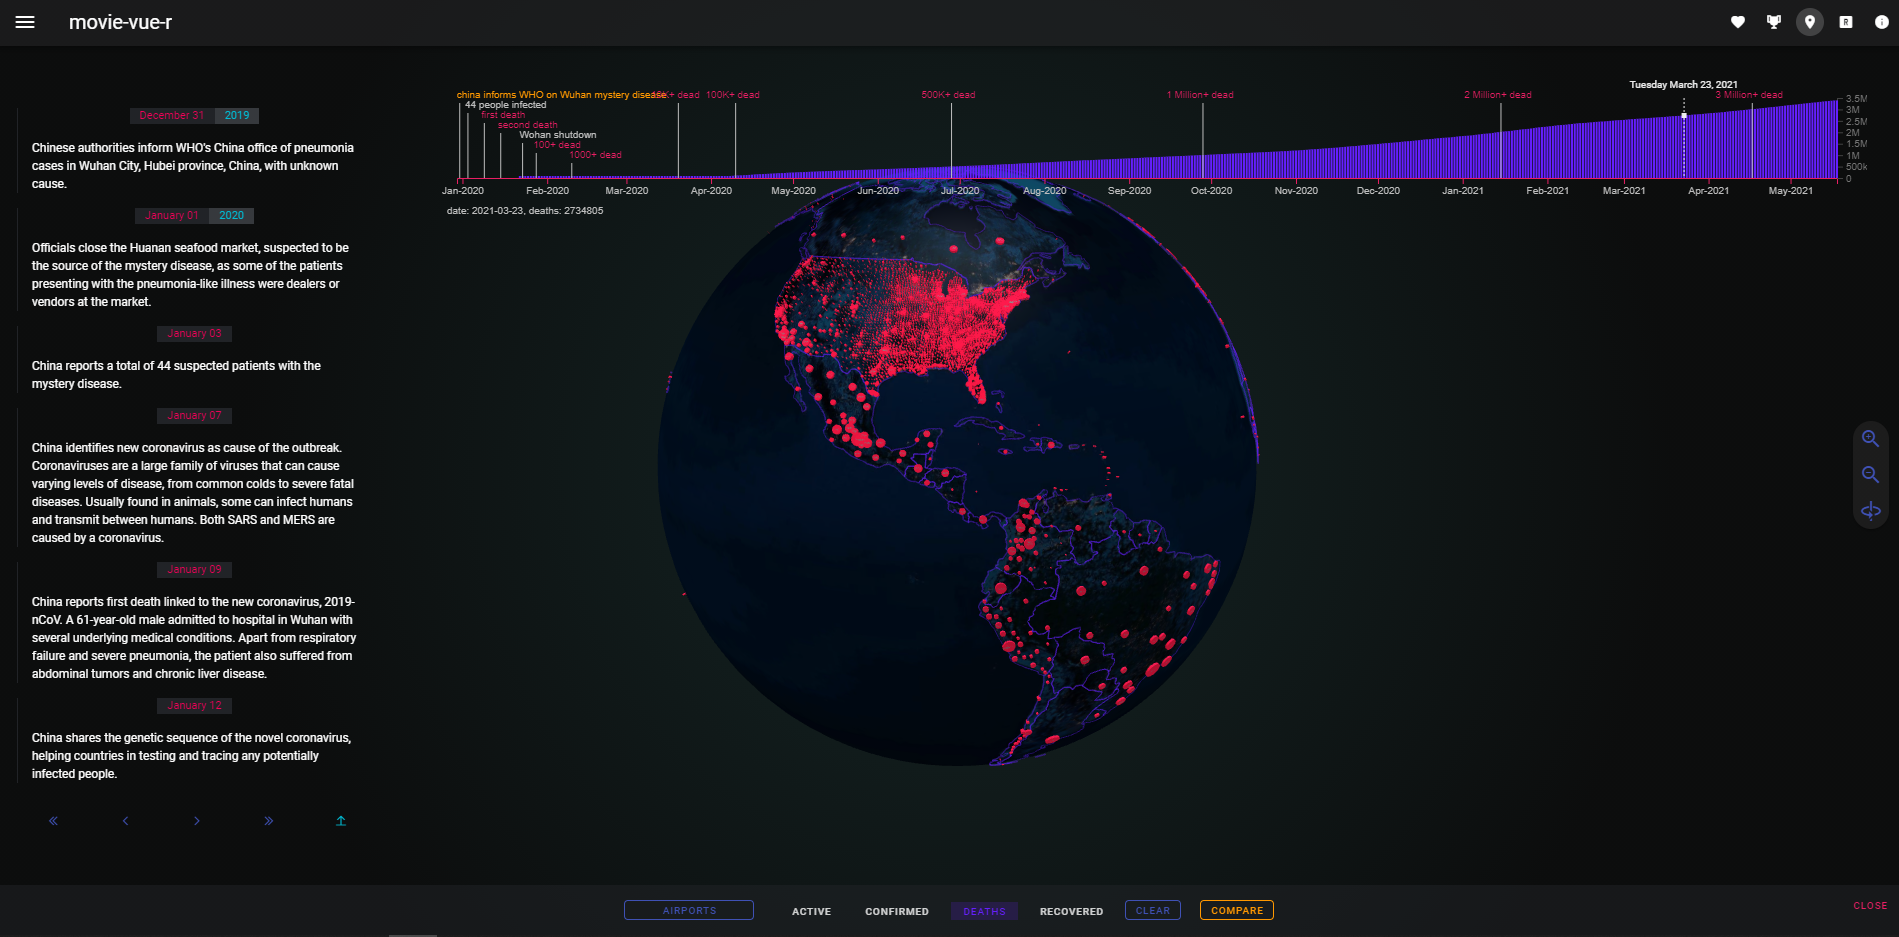 movie-vue-r
R
December 31 2019
Chinese authorities inform WHO's China office of pneumonia
cases in Wuhan City, Hubei province, China, with unknown
cause.
January 01 2020
Officials close the Huanan seafood market, suspected to be
the source of the mystery disease, as some of the patients
presenting with the pneumonia-like illness were dealers or
vendors at the market.
January 03
China reports a total of 44 suspected patients with the
mystery disease.
January 07
China identifies new coronavirus as cause of the outbreak.
Coronaviruses are a large family of viruses that can cause
varying levels of disease, from common colds to severe fatal
diseases. Usually found in animals, some can infect humans
and transmit between humans. Both SARS and MERS are
caused by a coronavirus.
January 09
China reports first death linked to the new coronavirus, 2019-
nCoV. A 61-year-old male admitted to hospital in Wuhan with
several underlying medical conditions. Apart from respiratory
failure and severe pneumonia, the patient also suffered from
abdominal tumors and chronic liver disease.
January 12
China shares the genetic sequence of the novel coronavirus,
helping countries in testing and tracing any potentially
infected people.
Tuesday March 23, 2021
china informs WHO on Wuhan mystery disease K+ dead 100K+ dead 500K+ dead 1 Million+ dead 2 Million+ dead 3 Million+ dead
44 people infected
first death
second death
Wohan shutdown
100+ dead
1000+ dead
3.5M
3M
2.5M
2M
1.5M
1M
500k
0
Jan-2020 Feb-2020 Mar-2020 Apr-2020 May-2020 Jun-2020 Jul-2020 Aug-2020 Sep-2020 Oct-2020 Nov-2020 Dec-2020 Jan-2021 Feb-2021 Mar-2021 Apr-2021 May-2021
date: 2021-03-23, deaths: 2734805
AIRPORTS ACTIVE CONFIRMED DEATHS RECOVERED CLEAR COMPARE
CLOSE